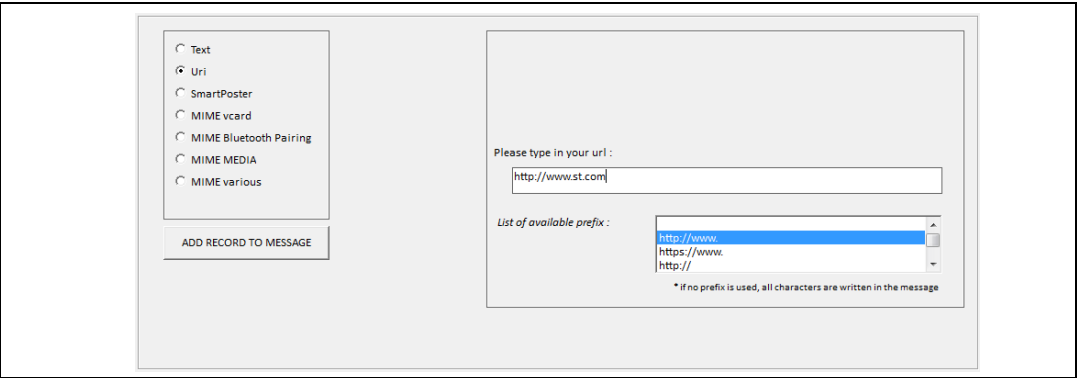 Text
Uri
SmartPoster
MIME vcard
MIME Bluetooth Pairing
MIME MEDIA
MIME various
ADD RECORD TO MESSAGE
Please type in your url :
http://www.st.com
List of available prefix :
http://www.
https://www.
http://
* if no prefix is used, all characters are written in the message